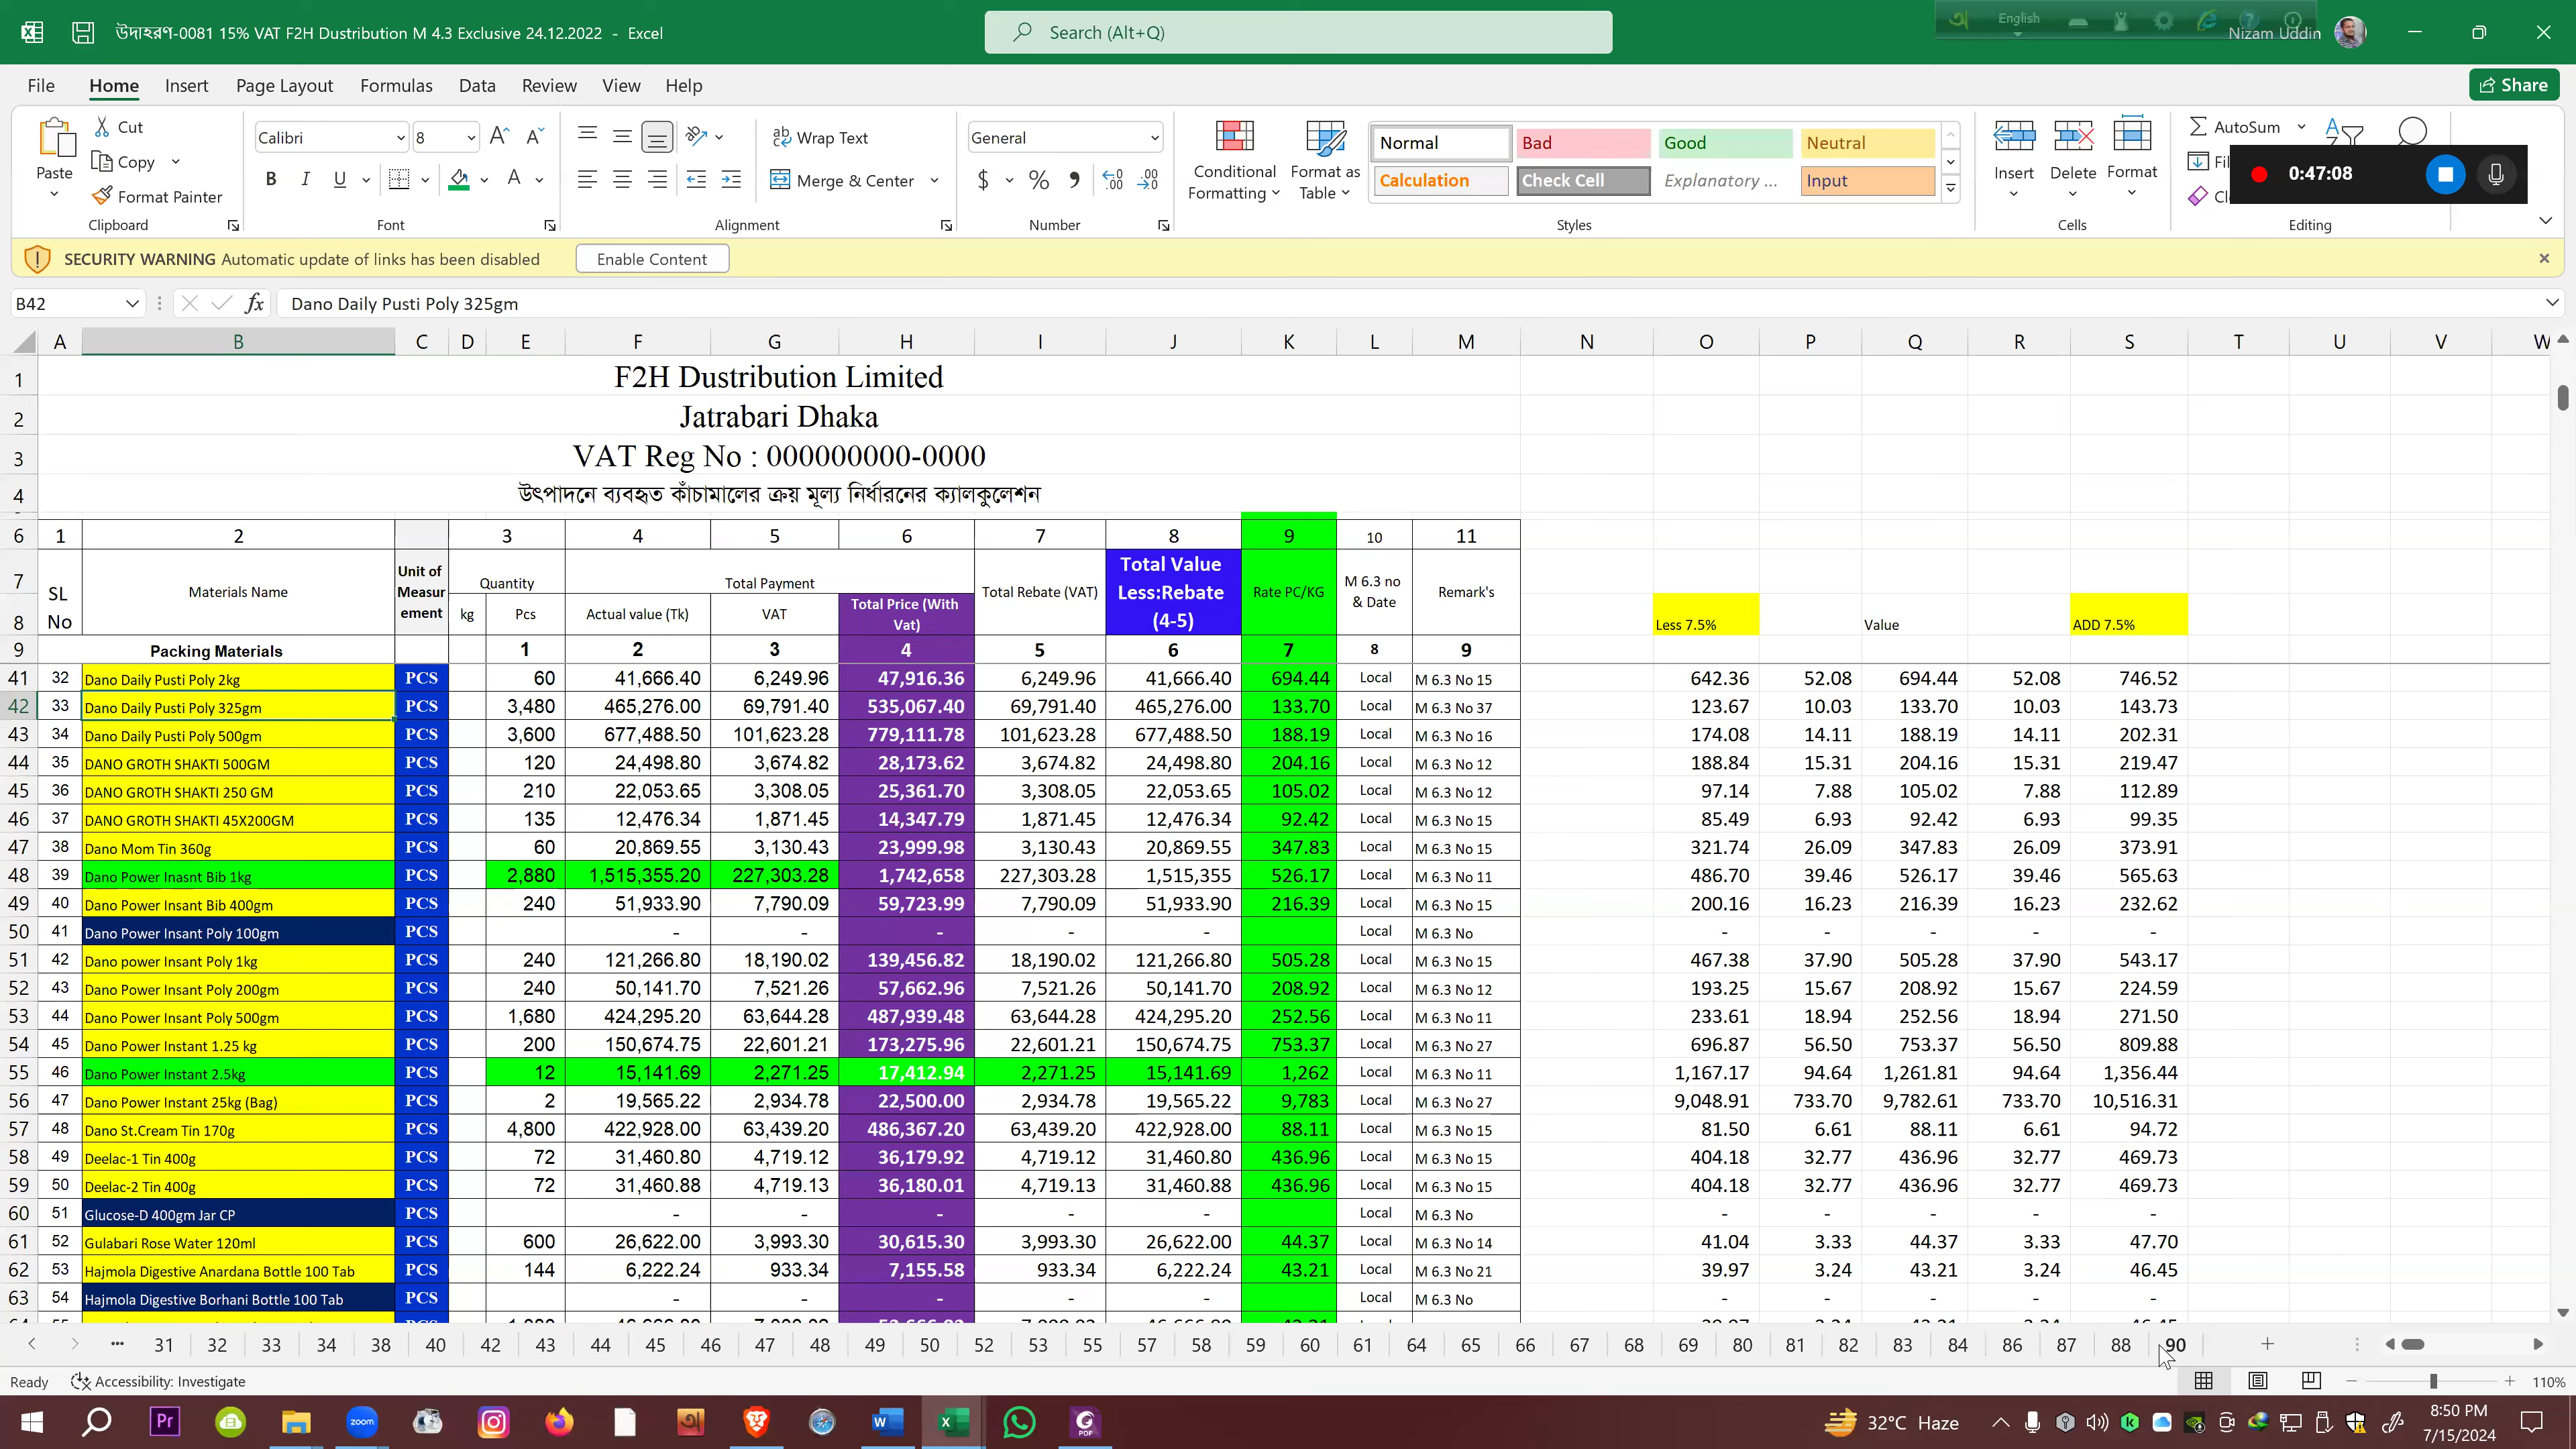 উদাহরণ-0081 15% VAT F2H Dustribution M 4.3 Exclusive 24.12.2022 - Excel
Search (Alt+Q)
English
Nizam Uddin
File Home Insert Page Layout Formulas Data Review View Help
Share
Paste Cut Copy Format Painter Clipboard
Calibri 8 B I U A Font
Wrap Text Merge & Center Alignment
General $ % Number
Conditional Formatting Format as Table
Normal Bad Good Neutral
Calculation Check Cell Explanatory ... Input
Styles
Insert Delete Format Cells
AutoSum
Editing
0:47:08
SECURITY WARNING Automatic update of links has been disabled Enable Content
B42 fx Dano Daily Pusti Poly 325gm
A B C D E F G H I J K L M N O P Q R S T U V W
1 F2H Dustribution Limited
2 Jatrabari Dhaka
3 VAT Reg No : 000000000-0000
4 উৎপাদনে ব্যবহৃত কাঁচামালের ক্রয় মূল্য নির্ধারনের ক্যালকুলেশন
6 1 2 3 4 5 6 7 8 9 10 11
7 SL No Materials Name Unit of Measurement Quantity Total Payment Total Rebate (VAT) Total Value Less:Rebate (4-5) Rate PC/KG M 6.3 no & Date Remark's
8 kg Pcs Actual value (Tk) VAT Total Price (With Vat) Less 7.5% Value ADD 7.5%
9 Packing Materials 1 2 3 4 5 6 7 8 9
41 32 Dano Daily Pusti Poly 2kg PCS 60 41,666.40 6,249.96 47,916.36 6,249.96 41,666.40 694.44 Local M 6.3 No 15 642.36 52.08 694.44 52.08 746.52
42 33 Dano Daily Pusti Poly 325gm PCS 3,480 465,276.00 69,791.40 535,067.40 69,791.40 465,276.00 133.70 Local M 6.3 No 37 123.67 10.03 133.70 10.03 143.73
43 34 Dano Daily Pusti Poly 500gm PCS 3,600 677,488.50 101,623.28 779,111.78 101,623.28 677,488.50 188.19 Local M 6.3 No 16 174.08 14.11 188.19 14.11 202.31
44 35 DANO GROTH SHAKTI 500GM PCS 120 24,498.80 3,674.82 28,173.62 3,674.82 24,498.80 204.16 Local M 6.3 No 12 188.84 15.31 204.16 15.31 219.47
45 36 DANO GROTH SHAKTI 250 GM PCS 210 22,053.65 3,308.05 25,361.70 3,308.05 22,053.65 105.02 Local M 6.3 No 12 97.14 7.88 105.02 7.88 112.89
46 37 DANO GROTH SHAKTI 45X200GM PCS 135 12,476.34 1,871.45 14,347.79 1,871.45 12,476.34 92.42 Local M 6.3 No 15 85.49 6.93 92.42 6.93 99.35
47 38 Dano Mom Tin 360g PCS 60 20,869.55 3,130.43 23,999.98 3,130.43 20,869.55 347.83 Local M 6.3 No 15 321.74 26.09 347.83 26.09 373.91
48 39 Dano Power Inasnt Bib 1kg PCS 2,880 1,515,355.20 227,303.28 1,742,658 227,303.28 1,515,355 526.17 Local M 6.3 No 11 486.70 39.46 526.17 39.46 565.63
49 40 Dano Power Insant Bib 400gm PCS 240 51,933.90 7,790.09 59,723.99 7,790.09 51,933.90 216.39 Local M 6.3 No 15 200.16 16.23 216.39 16.23 232.62
50 41 Dano Power Insant Poly 100gm PCS - - - - - Local M 6.3 No - - - - -
51 42 Dano power Insant Poly 1kg PCS 240 121,266.80 18,190.02 139,456.82 18,190.02 121,266.80 505.28 Local M 6.3 No 15 467.38 37.90 505.28 37.90 543.17
52 43 Dano Power Insant Poly 200gm PCS 240 50,141.70 7,521.26 57,662.96 7,521.26 50,141.70 208.92 Local M 6.3 No 12 193.25 15.67 208.92 15.67 224.59
53 44 Dano Power Insant Poly 500gm PCS 1,680 424,295.20 63,644.28 487,939.48 63,644.28 424,295.20 252.56 Local M 6.3 No 11 233.61 18.94 252.56 18.94 271.50
54 45 Dano Power Instant 1.25 kg PCS 200 150,674.75 22,601.21 173,275.96 22,601.21 150,674.75 753.37 Local M 6.3 No 27 696.87 56.50 753.37 56.50 809.88
55 46 Dano Power Instant 2.5kg PCS 12 15,141.69 2,271.25 17,412.94 2,271.25 15,141.69 1,262 Local M 6.3 No 11 1,167.17 94.64 1,261.81 94.64 1,356.44
56 47 Dano Power Instant 25kg (Bag) PCS 2 19,565.22 2,934.78 22,500.00 2,934.78 19,565.22 9,783 Local M 6.3 No 27 9,048.91 733.70 9,782.61 733.70 10,516.31
57 48 Dano St.Cream Tin 170g PCS 4,800 422,928.00 63,439.20 486,367.20 63,439.20 422,928.00 88.11 Local M 6.3 No 15 81.50 6.61 88.11 6.61 94.72
58 49 Deelac-1 Tin 400g PCS 72 31,460.80 4,719.12 36,179.92 4,719.12 31,460.80 436.96 Local M 6.3 No 15 404.18 32.77 436.96 32.77 469.73
59 50 Deelac-2 Tin 400g PCS 72 31,460.88 4,719.13 36,180.01 4,719.13 31,460.88 436.96 Local M 6.3 No 15 404.18 32.77 436.96 32.77 469.73
60 51 Glucose-D 400gm Jar CP PCS - - - - - Local M 6.3 No - - - - -
61 52 Gulabari Rose Water 120ml PCS 600 26,622.00 3,993.30 30,615.30 3,993.30 26,622.00 44.37 Local M 6.3 No 14 41.04 3.33 44.37 3.33 47.70
62 53 Hajmola Digestive Anardana Bottle 100 Tab PCS 144 6,222.24 933.34 7,155.58 933.34 6,222.24 43.21 Local M 6.3 No 21 39.97 3.24 43.21 3.24 46.45
63 54 Hajmola Digestive Borhani Bottle 100 Tab PCS - - - - - Local M 6.3 No - - - - -
31 32 33 34 38 40 42 43 44 45 46 47 48 49 50 52 53 55 57 58 59 60 61 64 65 66 67 68 69 80 81 82 83 84 86 87 88 90
Ready Accessibility: Investigate 110%
Pr zoom PDF 32°C Haze 8:50 PM
7/15/2024